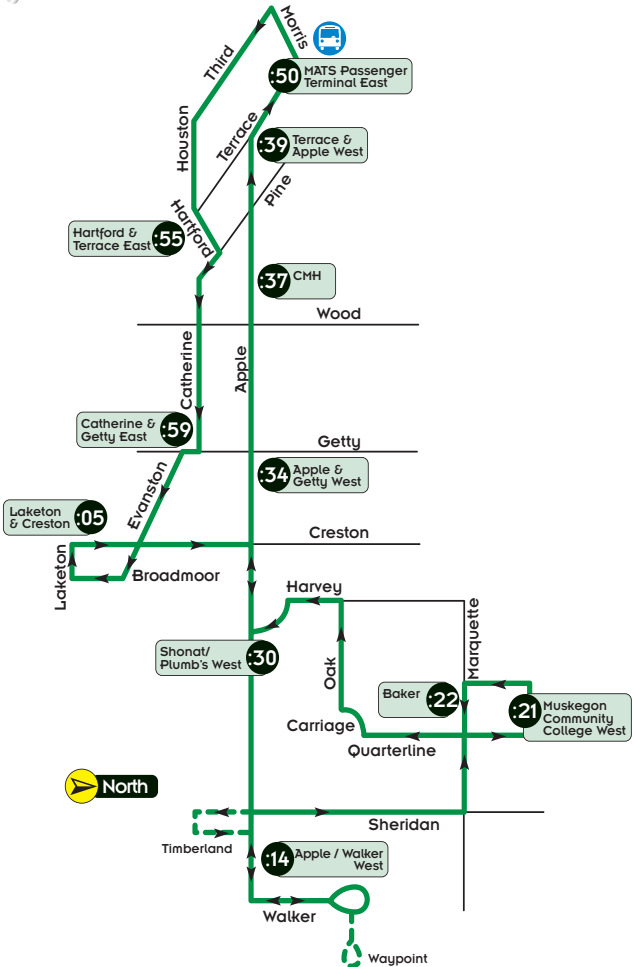 Morris
Third
:50
MATS Passenger
Terminal East
Houston
Terrace
:39
Terrace &
Apple West
Pine
Hartford
Hartford &
Terrace East
:55
:37
CMH
Wood
Catherine
Apple
Catherine &
Getty East
:59
Getty
:34
Apple &
Getty West
Evanston
Laketon
& Creston
:05
Creston
Laketon
Broadmoor
Harvey
Marquette
Shonat/
Plumb's West
:30
Oak
Baker
:22
:21
Muskegon
Community
College West
Carriage
Quarterline
North
Sheridan
Timberland
:14
Apple / Walker
West
Walker
Waypoint